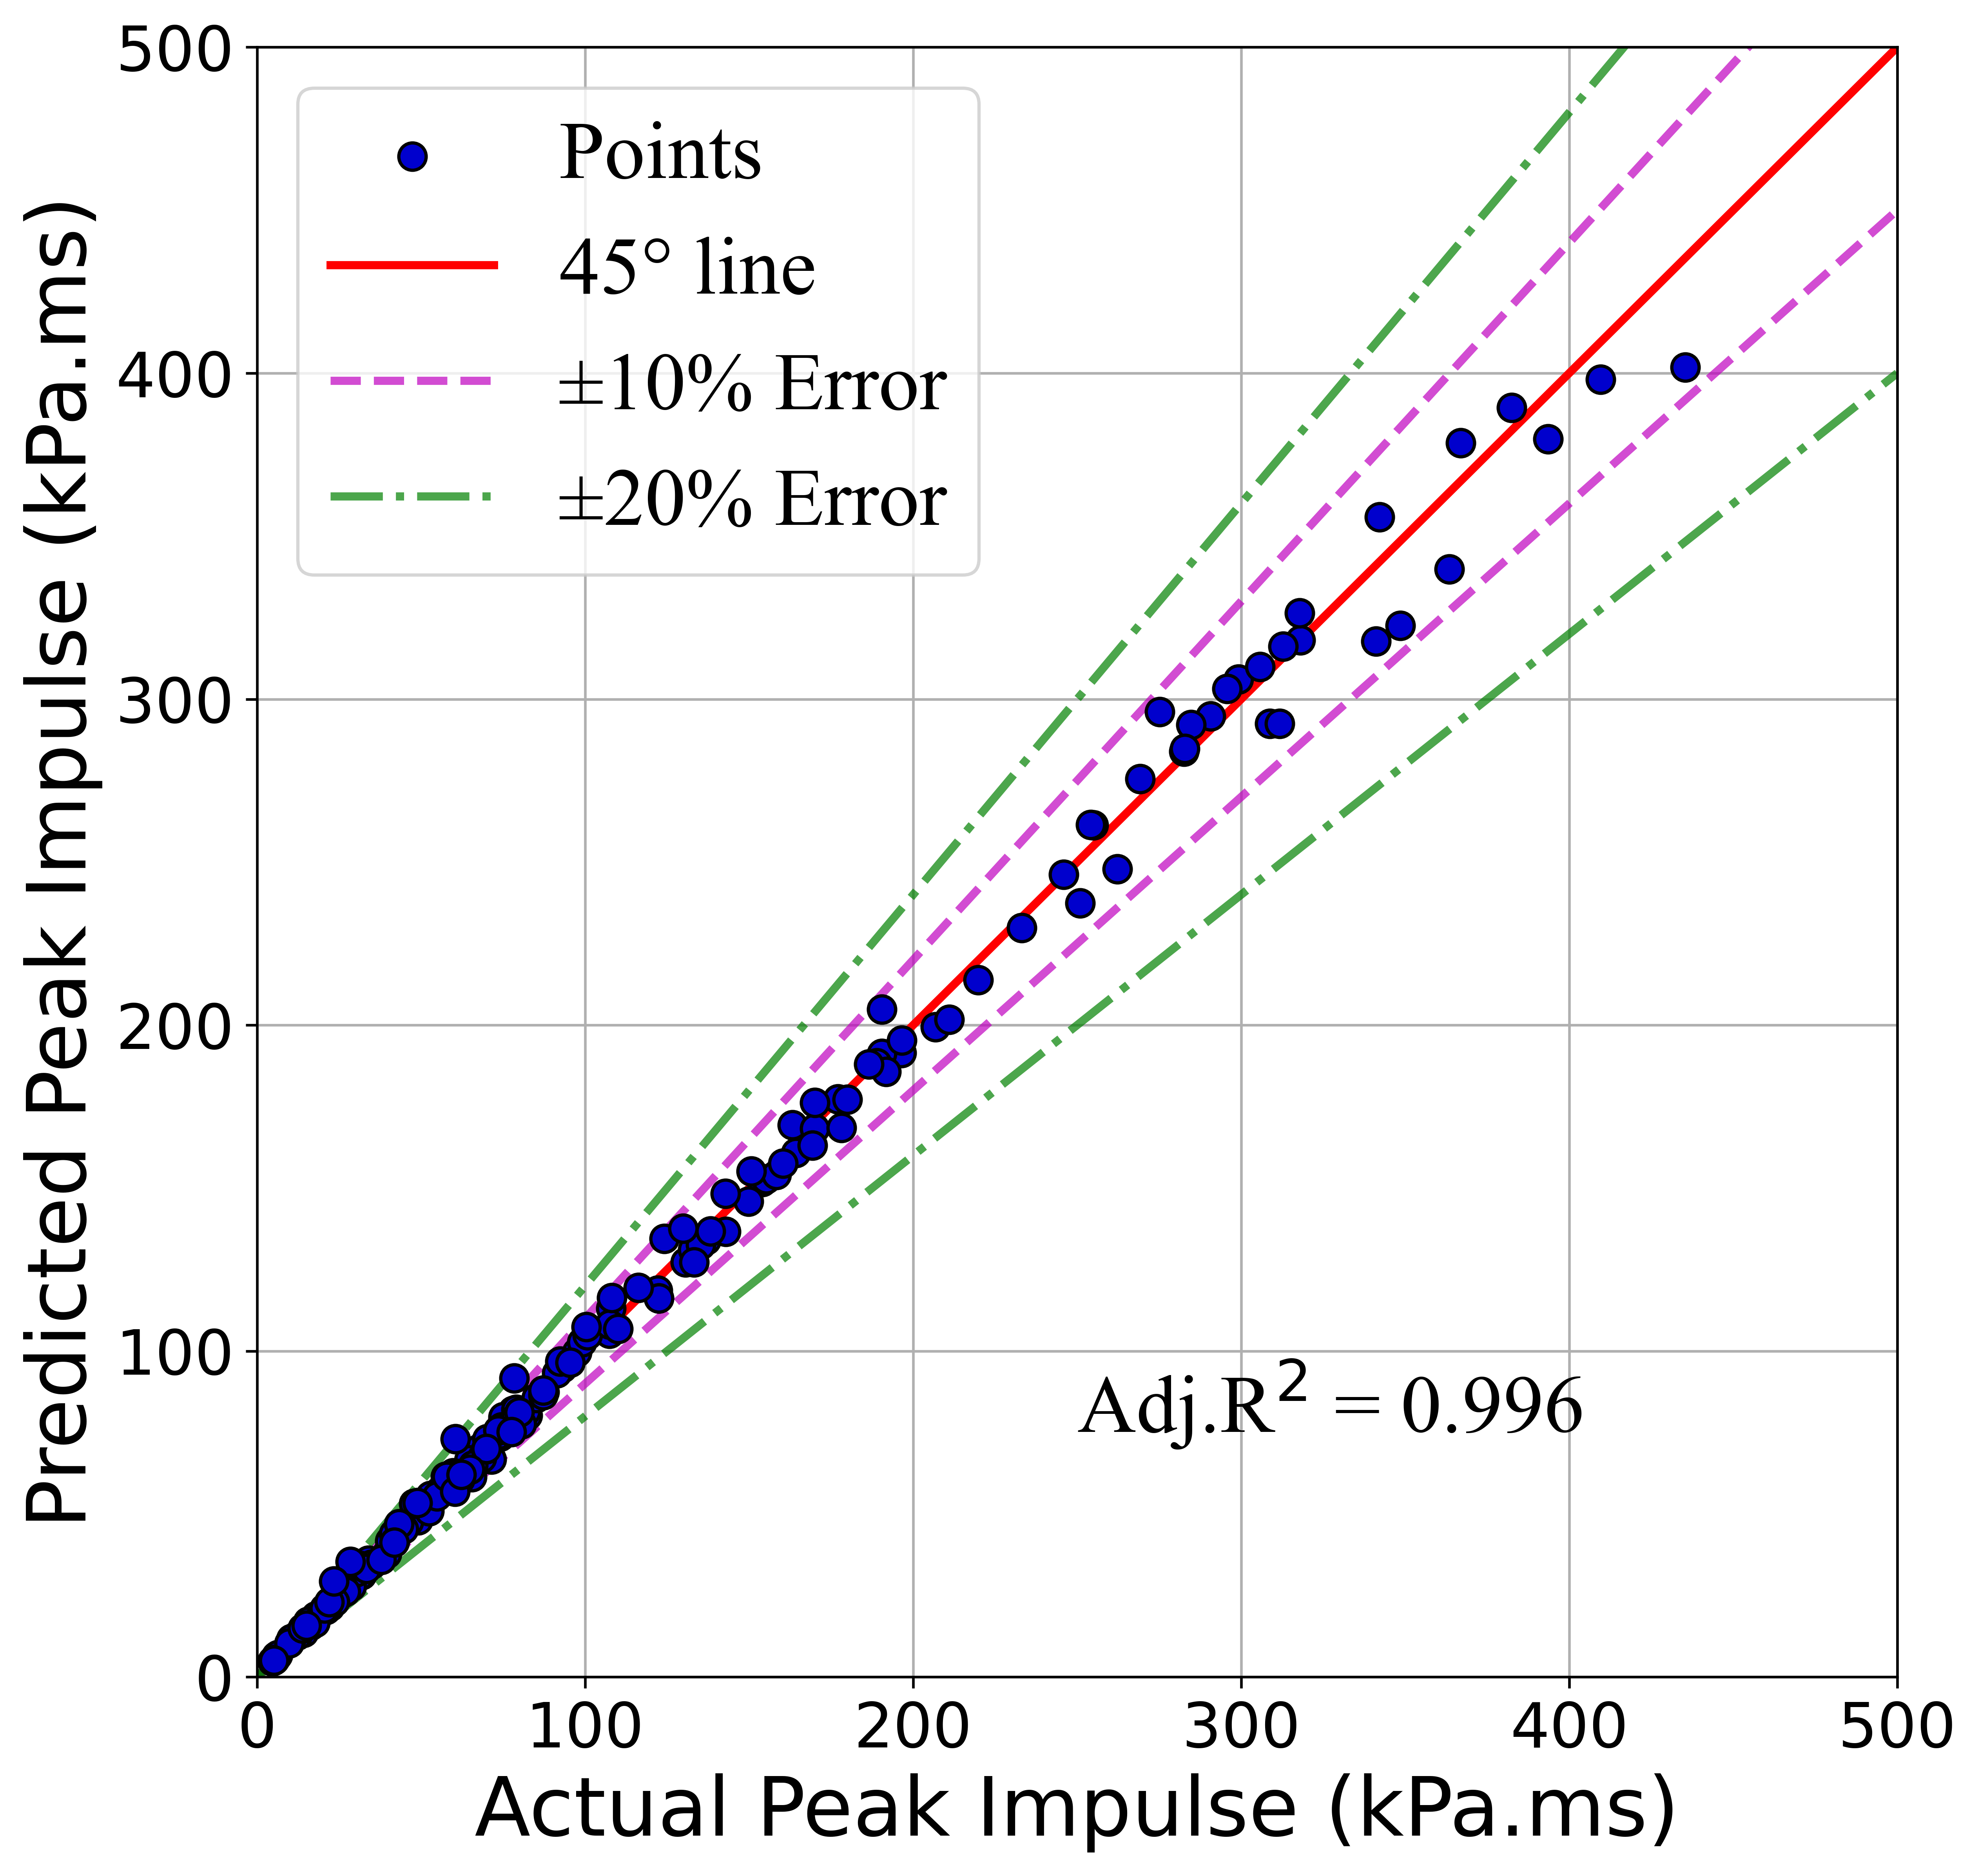 Predicted Peak Impulse (kPa.ms)
500
400
300
200
100
0
Points
45° line
±10% Error
±20% Error
Adj.R² = 0.996
0 100 200 300 400 500
Actual Peak Impulse (kPa.ms)